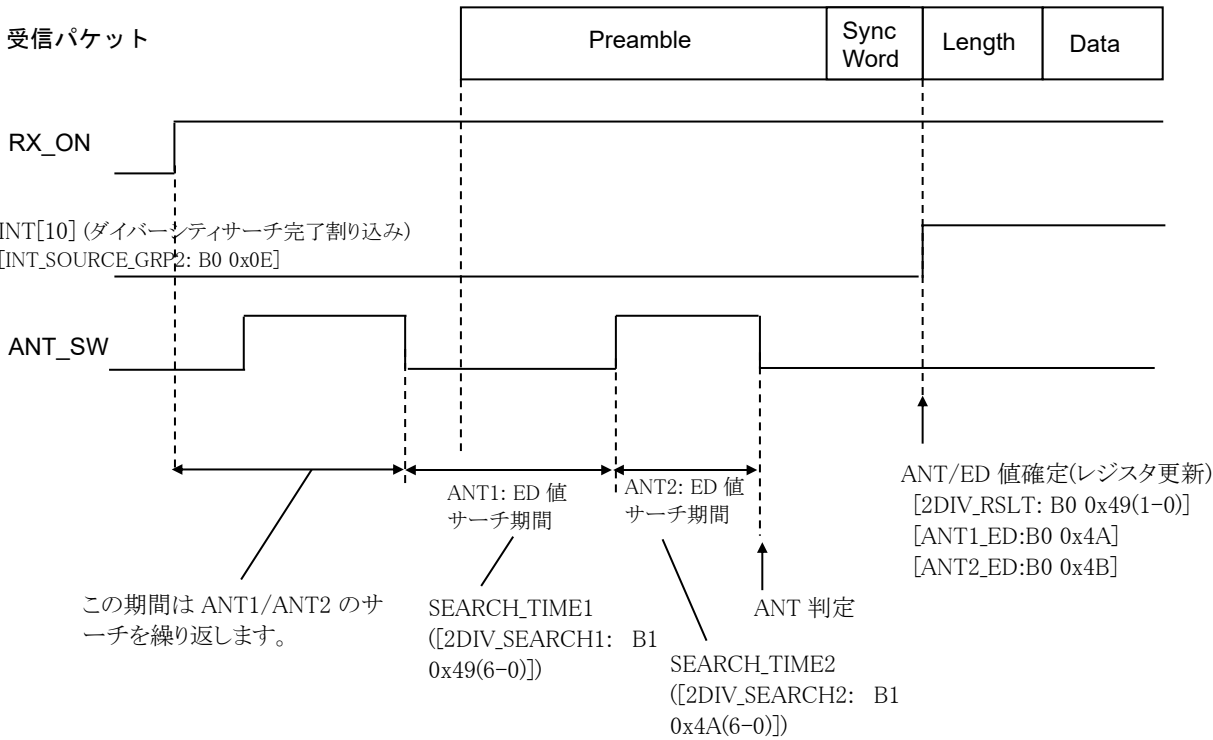 受信パケット
Preamble
Sync
Word
Length
Data
RX_ON
INT[10] (ダイバーシティサーチ完了割り込み)
[INT_SOURCE_GRP2: B0 0x0E]
ANT_SW
ANT1: ED 値
サーチ期間
ANT2: ED 値
サーチ期間
ANT/ED 値確定(レジスタ更新)
[2DIV_RSLT: B0 0x49(1-0)]
[ANT1_ED:B0 0x4A]
[ANT2_ED:B0 0x4B]
この期間は ANT1/ANT2 のサ
ーチを繰り返します。
SEARCH_TIME1
([2DIV_SEARCH1: B1
0x49(6-0)])
ANT 判定
SEARCH_TIME2
([2DIV_SEARCH2: B1
0x4A(6-0)])